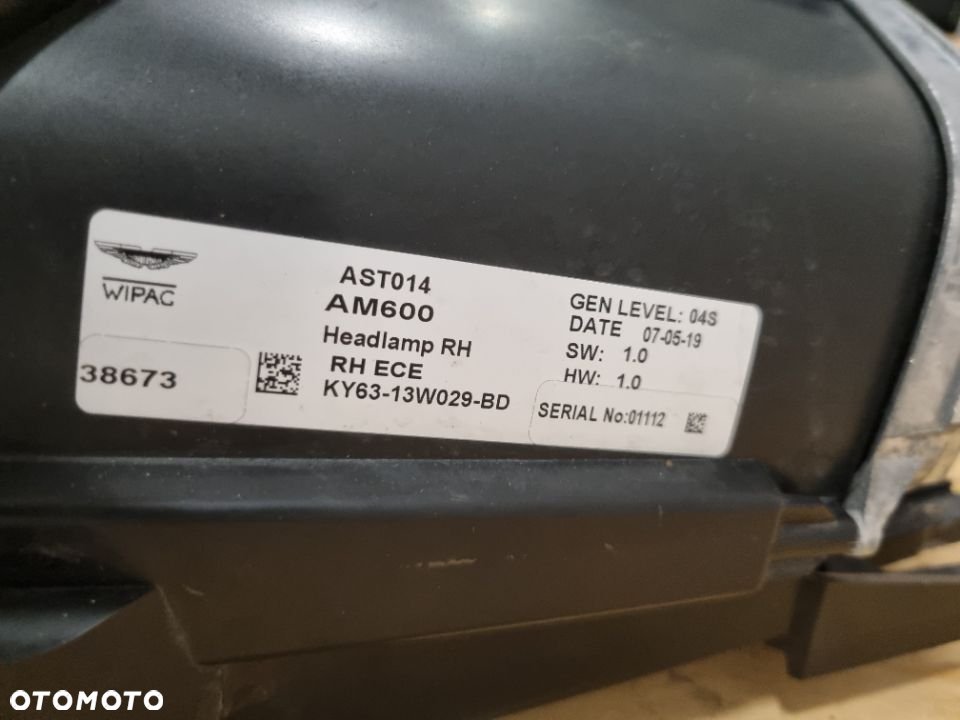 WIPAC
38673
AST014
AM600
Headlamp RH
RH ECE
KY63-13W029-BD
GEN LEVEL: 04S
DATE 07-05-19
SW: 1.0
HW: 1.0
SERIAL No:01112
OTOMOTO